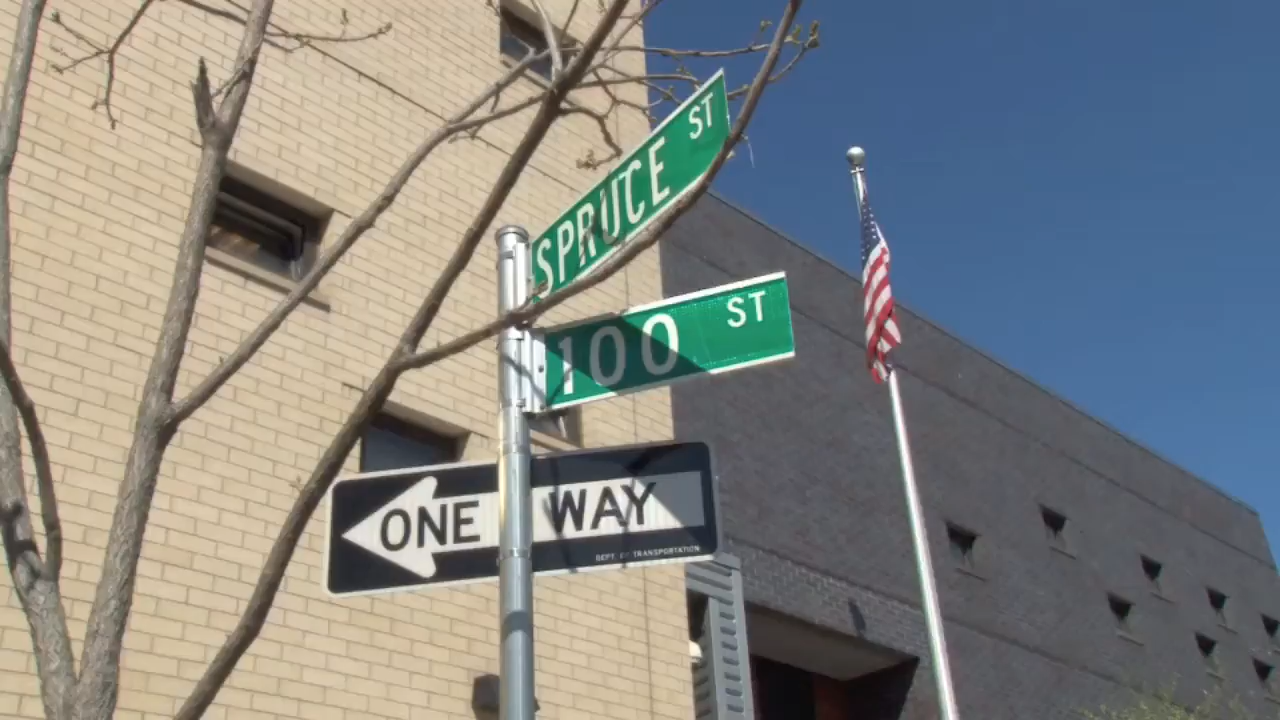 SPRUCE ST
100 ST
ONE WAY
DEPT. OF TRANSPORTATION